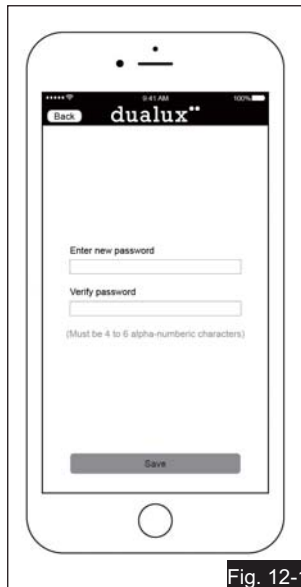 9:41 AM 100%
Back dualux
Enter new password
Verify password
(Must be 4 to 6 alpha-numberic characters)
Save
Fig. 12-1